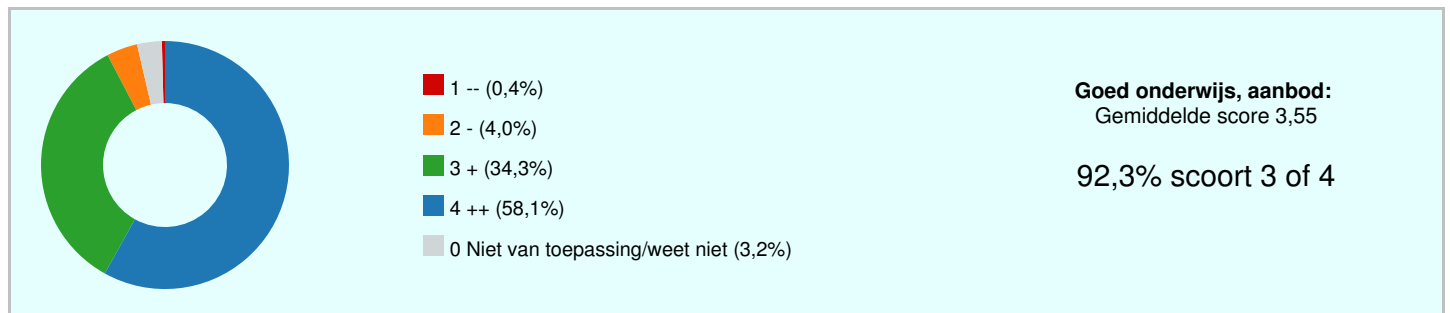 1 -- (0,4%)
2 - (4,0%)
3 + (34,3%)
4 ++ (58,1%)
0 Niet van toepassing/weet niet (3,2%)
Goed onderwijs, aanbod:
Gemiddelde score 3,55
92,3% scoort 3 of 4